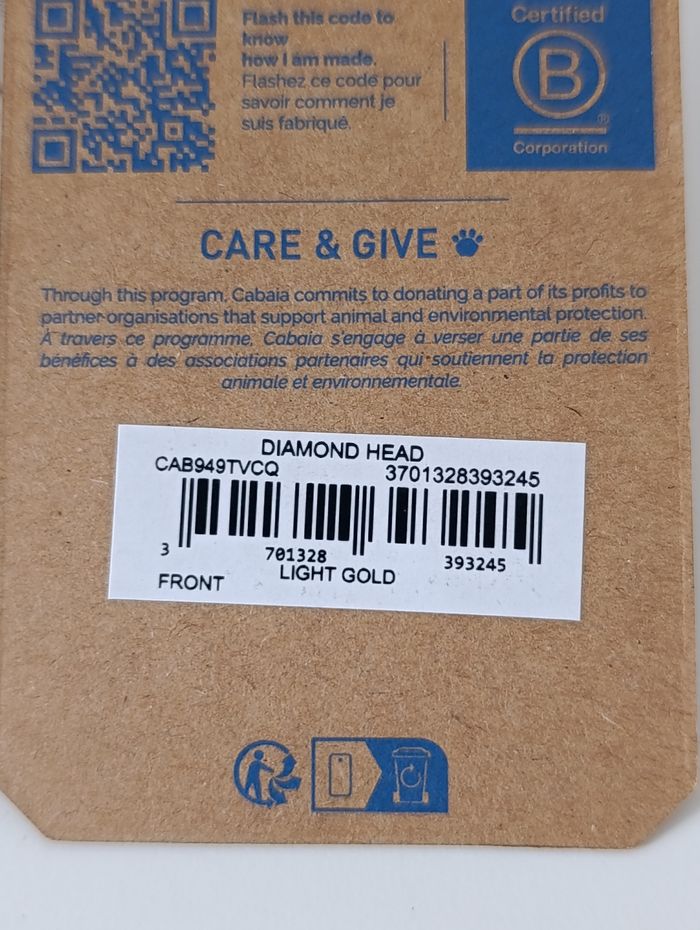 Flash this code to
know
how I am made.
Flashez ce code pour
savoir comment je
suis fabriqué.
Certified
B
®
Corporation
CARE & GIVE
Through this program, Cabaia commits to donating a part of its profits to
partner organisations that support animal and environmental protection.
À travers ce programme, Cabaia s'engage à verser une partie de ses
bénéfices à des associations partenaires qui soutiennent la protection
animale et environnementale.
DIAMOND HEAD
CAB949TVCQ 3701328393245
3 701328 393245
FRONT LIGHT GOLD